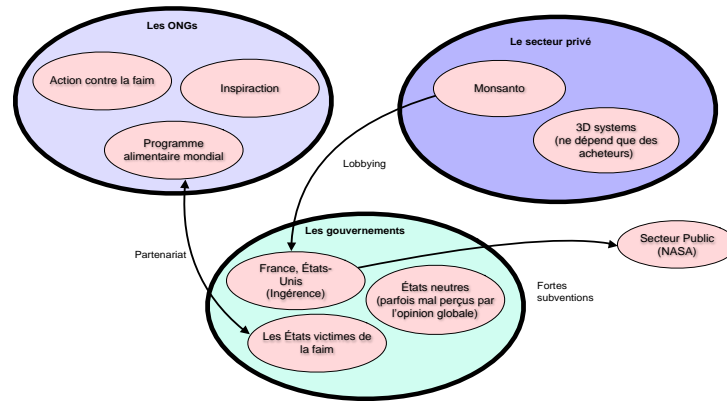 Les ONGs
Action contre la faim
Inspiraction
Programme
alimentaire mondial
Le secteur privé
Monsanto
3D systems
(ne dépend que des
acheteurs)
Lobbying
Partenariat
Les gouvernements
France, États-
Unis
(Ingérence)
États neutres
(parfois mal perçus par
l'opinion globale)
Les États victimes de
la faim
Secteur Public
(NASA)
Fortes
subventions